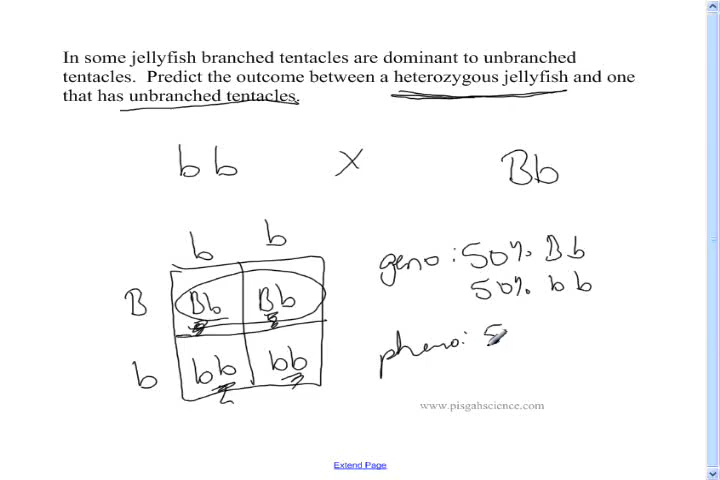 In some jellyfish branched tentacles are dominant to unbranched
tentacles. Predict the outcome between a heterozygous jellyfish and one
that has unbranched tentacles.
bb x Bb
b b
B Bb Bb
b bb bb
geno: 50% Bb
50% bb
pheno: 5
www.pisgahscience.com
Extend Page